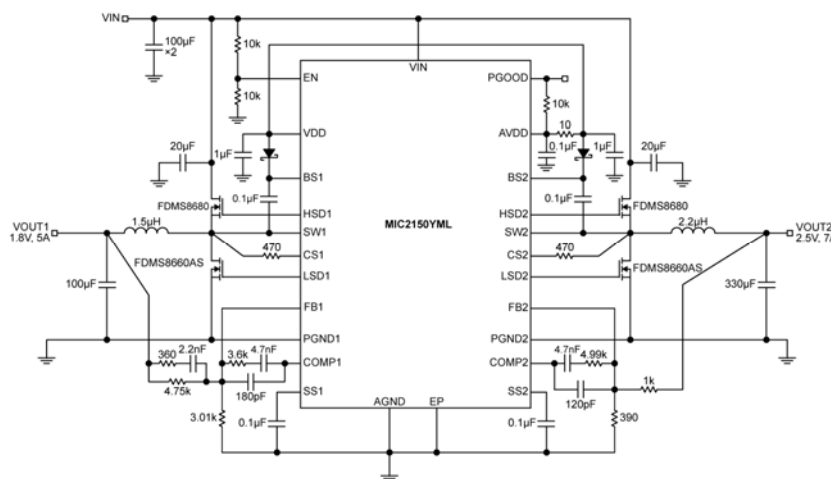 VIN
100µF
×2
10k
10k
EN
VIN
PGOOD
10k
AVDD
10
0.1µF
1µF
20µF
20µF
1µF
VDD
BS1
BS2
0.1µF
0.1µF
FDMS8680
HSD1
MIC2150YML
HSD2
FDMS8680
VOUT1
1.8V, 5A
1.5µH
SW1
SW2
2.2µH
VOUT2
2.5V, 7A
470
CS1
CS2
470
FDMS8660AS
LSD1
LSD2
FDMS8660AS
100µF
330µF
FB1
FB2
PGND1
PGND2
360
2.2nF
3.6k
4.7nF
COMP1
COMP2
4.7nF
4.99k
4.75k
180pF
120pF
1k
SS1
SS2
3.01k
0.1µF
AGND
EP
0.1µF
390